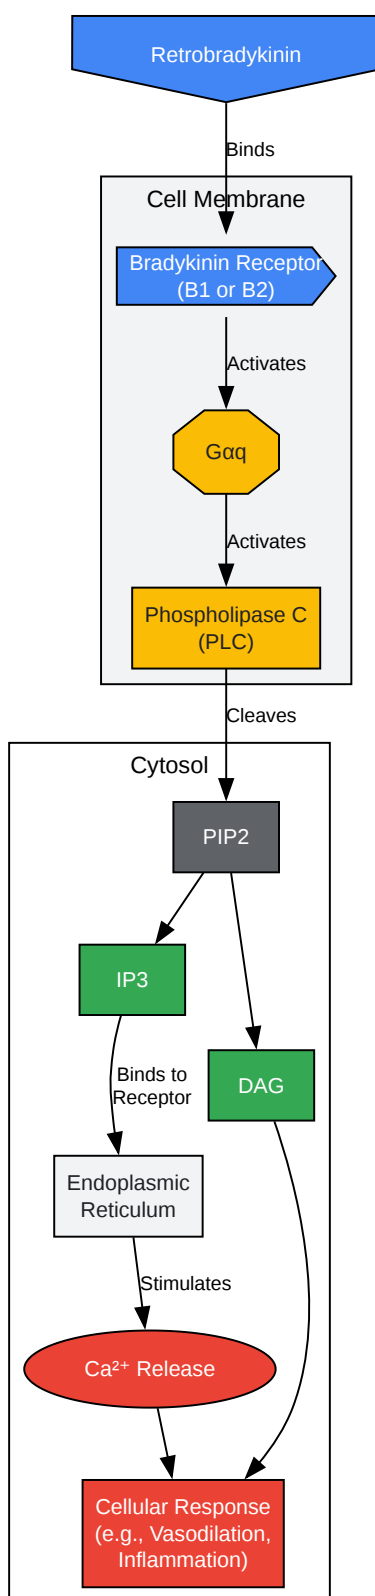 Retrobradykinin
Binds
Cell Membrane
Bradykinin Receptor
(B1 or B2)
Activates
Gαq
Activates
Phospholipase C
(PLC)
Cleaves
Cytosol
PIP2
IP3
DAG
Binds to
Receptor
Endoplasmic
Reticulum
Stimulates
Ca²⁺ Release
Cellular Response
(e.g., Vasodilation,
Inflammation)